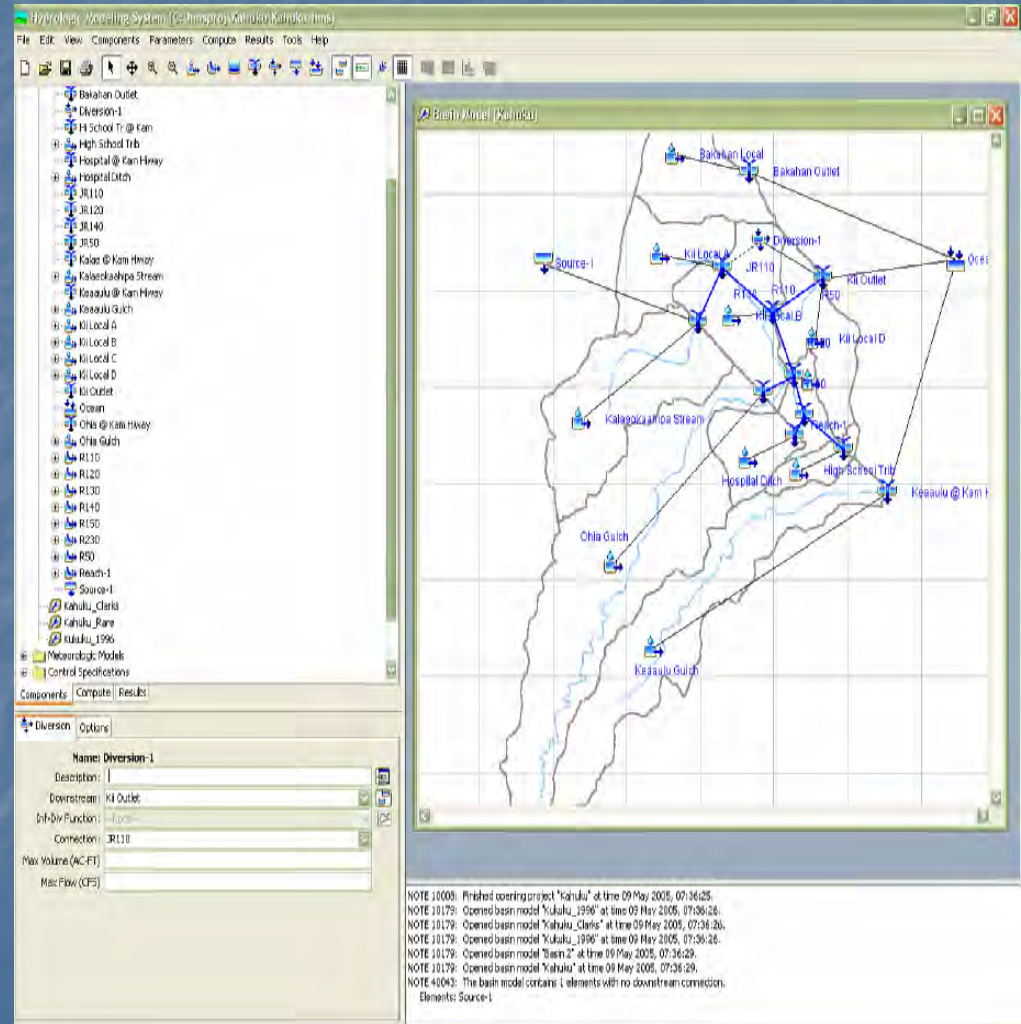 Hydrologic Modeling System [C:\hmsproj\Kahuku\Kahuku.hms]
File Edit View Components Parameters Compute Results Tools Help
Bakahan Outlet
Diversion-1
Hi School Tr @ Kam
High School Trib
Hospital @ Kam Hiway
Hospital Ditch
JR110
JR120
JR140
JR50
Kalae @ Kam Hiway
Kalaeokaahipa Stream
Keaaulu @ Kam Hiway
Keaaulu Gulch
Kii Local A
Kii Local B
Kii Local C
Kii Local D
Kii Outlet
Ocean
Ohia @ Kam Hiway
Ohia Gulch
R110
R120
R130
R140
R150
R230
R50
Reach-1
Source-1
Kahuku_Clarks
Kahuku_Rare
Kukuku_1996
Meteorologic Models
Control Specifications
Components Compute Results
Diversion Options
Name: Diversion-1
Description:
Downstream: Kii Outlet
Inf-Div Function:
Connection: JR110
Max Volume (AC-FT)
Max Flow (CFS)
Basin Model [Kahuku]
Bakahan Local
Bakahan Outlet
Diversion-1
Kii Local A
Source-1
JR110
Kii Outlet
R110
R50
Kii Local B
Kii Local D
Kalaeokaahipa Stream
Reach-1
High School Trib
Hospital Ditch
Keaaulu @ Kam H
Ohia Gulch
Keaaulu Gulch
NOTE 10008: Finished opening project "Kahuku" at time 09 May 2005, 07:36:25.
NOTE 10179: Opened basin model "Kukuku_1996" at time 09 May 2005, 07:36:26.
NOTE 10179: Opened basin model "Kahuku_Clarks" at time 09 May 2005, 07:36:26.
NOTE 10179: Opened basin model "Kukuku_1996" at time 09 May 2005, 07:36:26.
NOTE 10179: Opened basin model "Basin 2" at time 09 May 2005, 07:36:29.
NOTE 10179: Opened basin model "Kahuku" at time 09 May 2005, 07:36:29.
NOTE 40043: The basin model contains 1 elements with no downstream connection.
Elements: Source-1